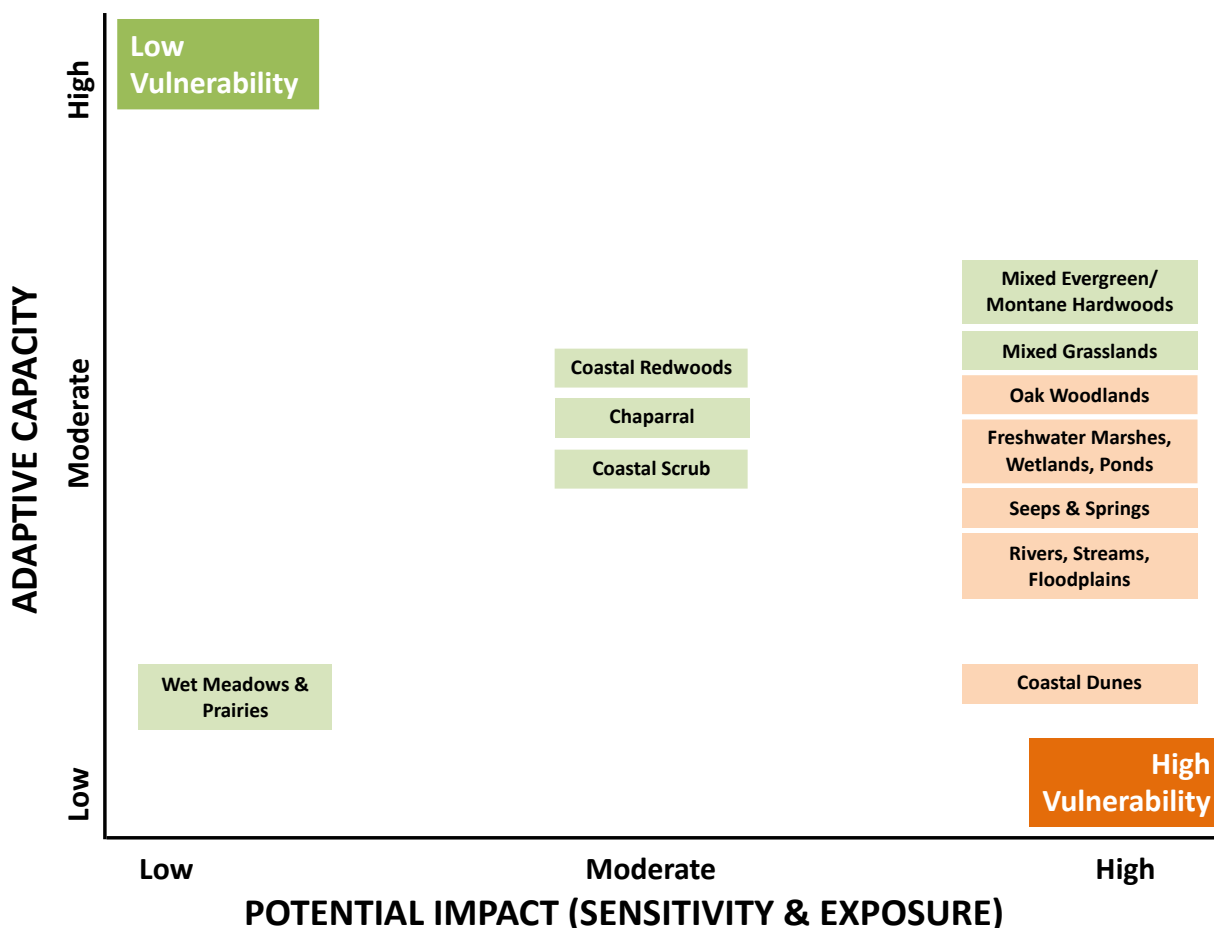 Low
Vulnerability
High
Mixed Evergreen/
Montane Hardwoods
Mixed Grasslands
Coastal Redwoods
Oak Woodlands
Chaparral
Freshwater Marshes,
Wetlands, Ponds
Coastal Scrub
Seeps & Springs
Rivers, Streams,
Floodplains
Moderate
ADAPTIVE CAPACITY
Wet Meadows &
Prairies
Coastal Dunes
High
Vulnerability
Low
Low
Moderate
High
POTENTIAL IMPACT (SENSITIVITY & EXPOSURE)